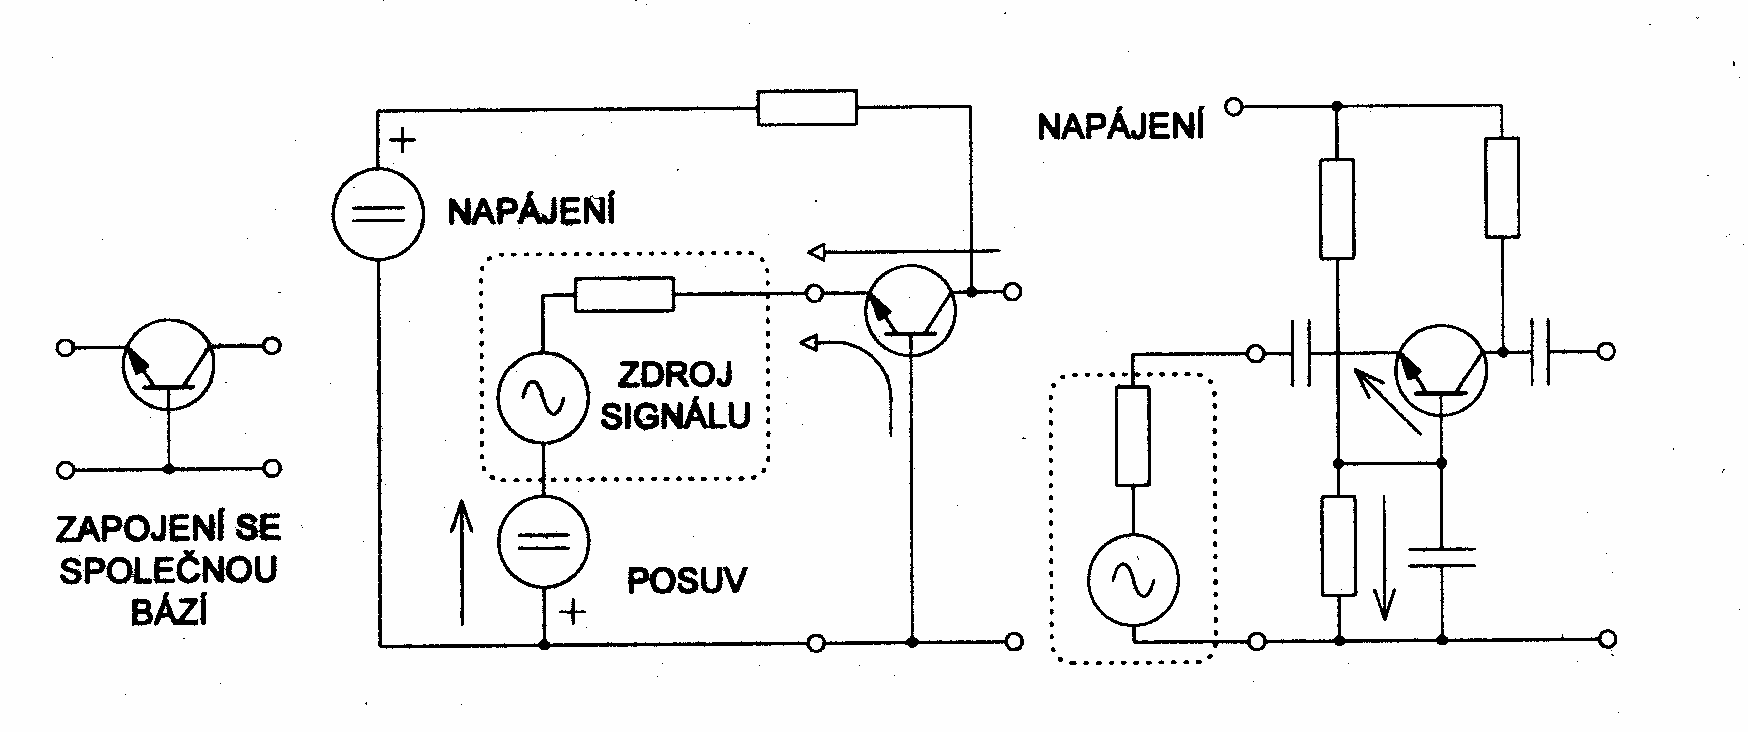 ZAPOJENÍ SE
SPOLEČNOU
BÁZÍ
+
NAPÁJENÍ
ZDROJ
SIGNÁLU
POSUV
+
NAPÁJENÍ